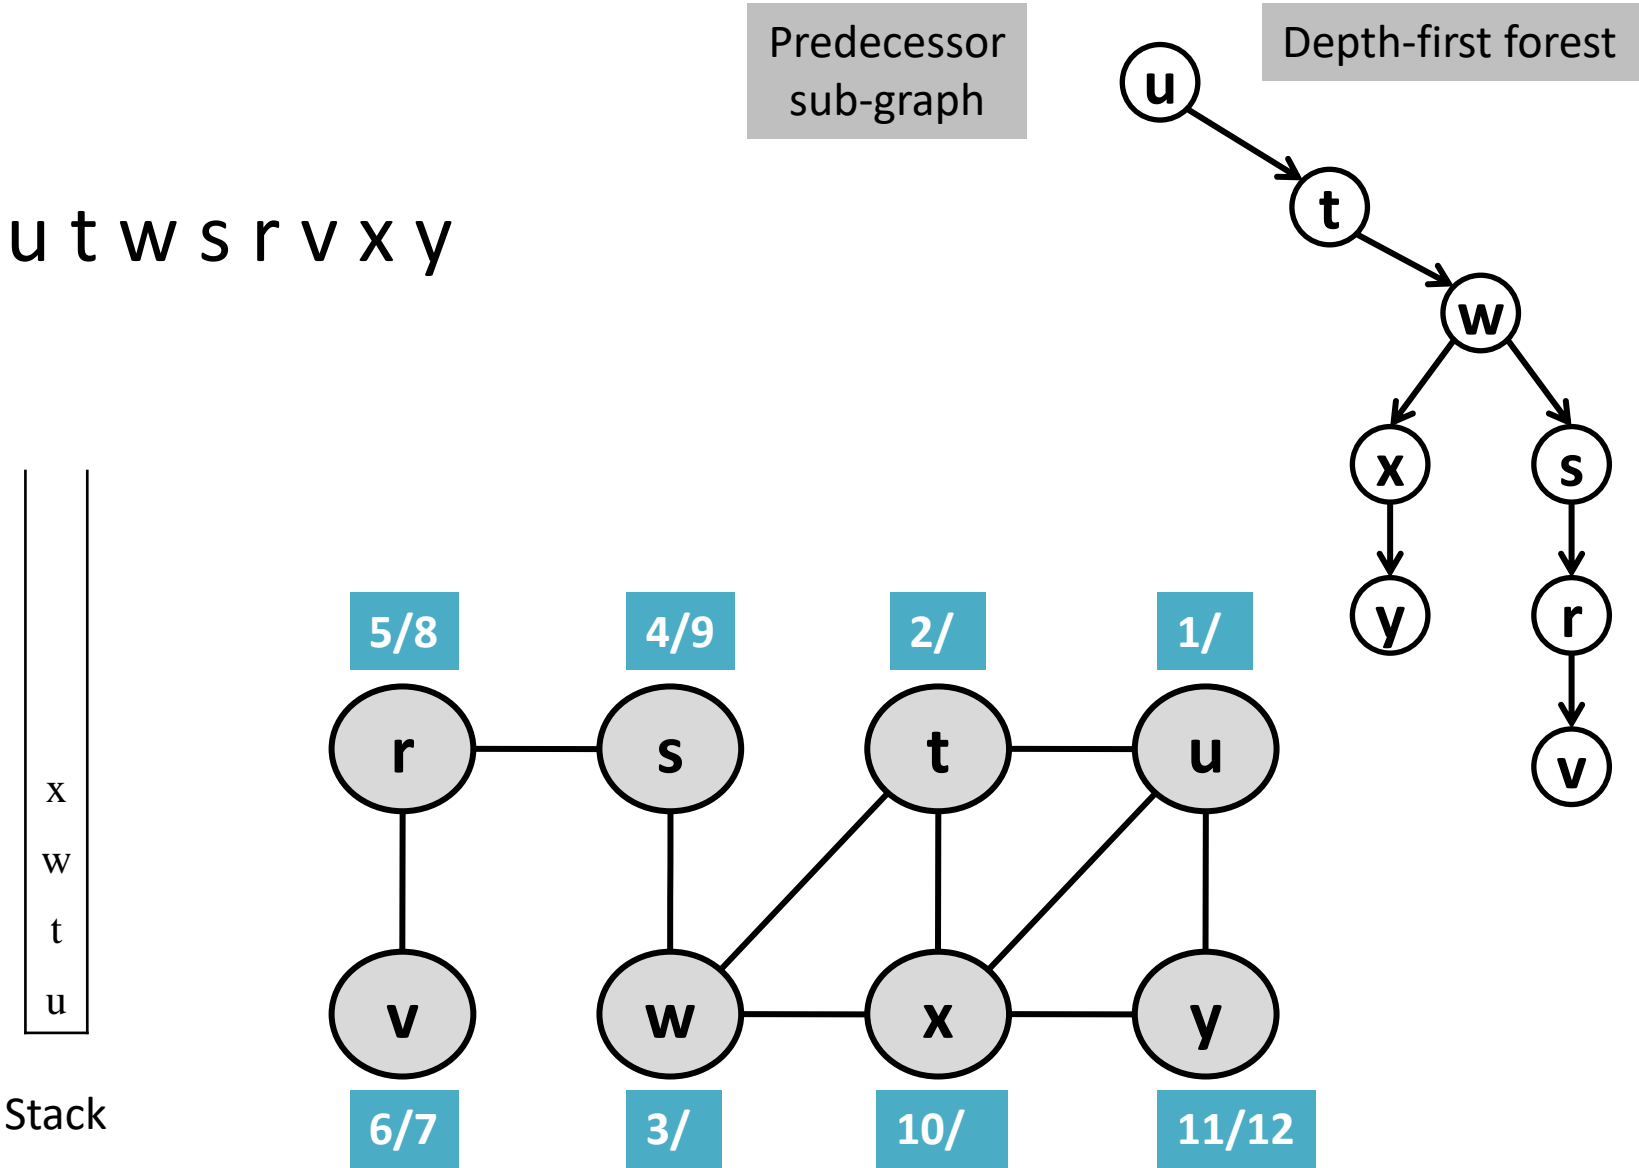 Predecessor
sub-graph
Depth-first forest
u
t
w
x
s
y
r
v
u t w s r v x y
5/8
4/9
2/
1/
r
s
t
u
x
w
t
u
v
w
x
y
Stack
6/7
3/
10/
11/12